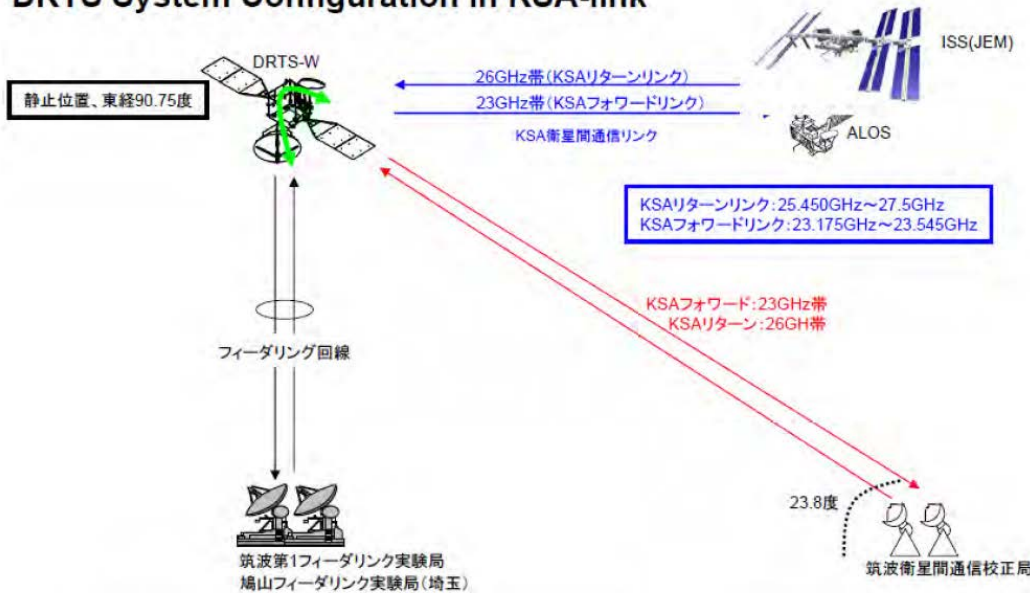 DRTS System Configuration in KSA-link
DRTS-W
ISS(JEM)
静止位置、東経90.75度
26GHz帯(KSAリターンリンク)
23GHz帯(KSAフォワードリンク)
KSA衛星間通信リンク
ALOS
KSAリターンリンク:25.450GHz~27.5GHz
KSAフォワードリンク:23.175GHz~23.545GHz
KSAフォワード:23GHz帯
KSAリターン:26GH帯
フィーダリング回線
23.8度
筑波第1フィーダリンク実験局
鳩山フィーダリンク実験局(埼玉)
筑波衛星間通信校正局